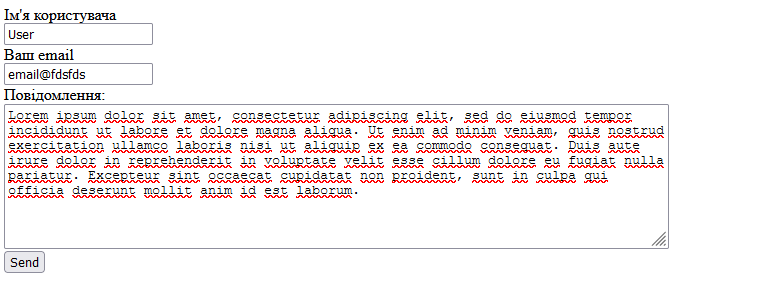 Ім'я користувача
User
Ваш email
email@fdsfds
Повідомлення:
Lorem ipsum dolor sit amet, consectetur adipiscing elit, sed do eiusmod tempor
incididunt ut labore et dolore magna aliqua. Ut enim ad minim veniam, quis nostrud
exercitation ullamco laboris nisi ut aliquip ex ea commodo consequat. Duis aute
irure dolor in reprehenderit in voluptate velit esse cillum dolore eu fugiat nulla
pariatur. Excepteur sint occaecat cupidatat non proident, sunt in culpa qui
officia deserunt mollit anim id est laborum.
Send